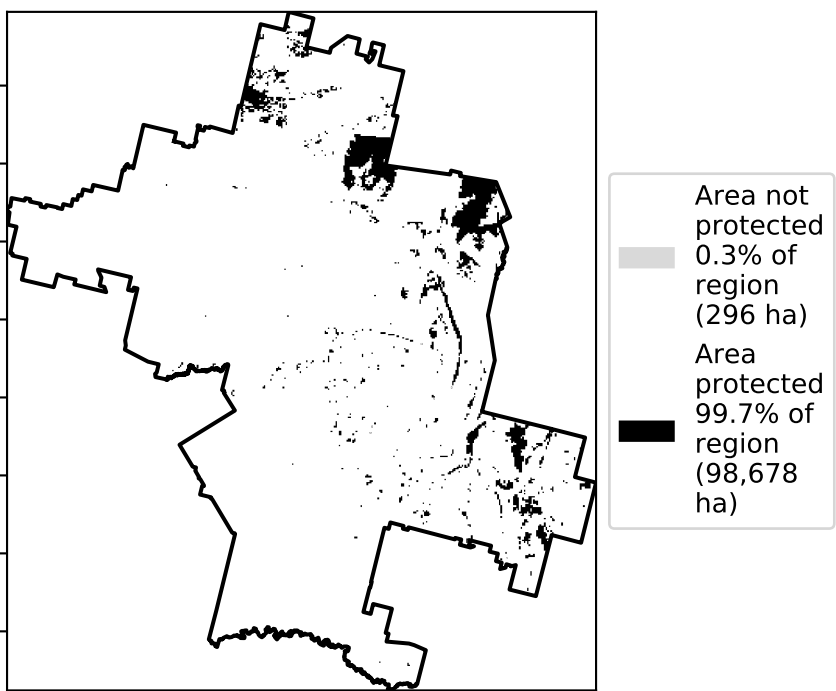 Area not
protected
0.3% of
region
(296 ha)
Area
protected
99.7% of
region
(98,678
ha)